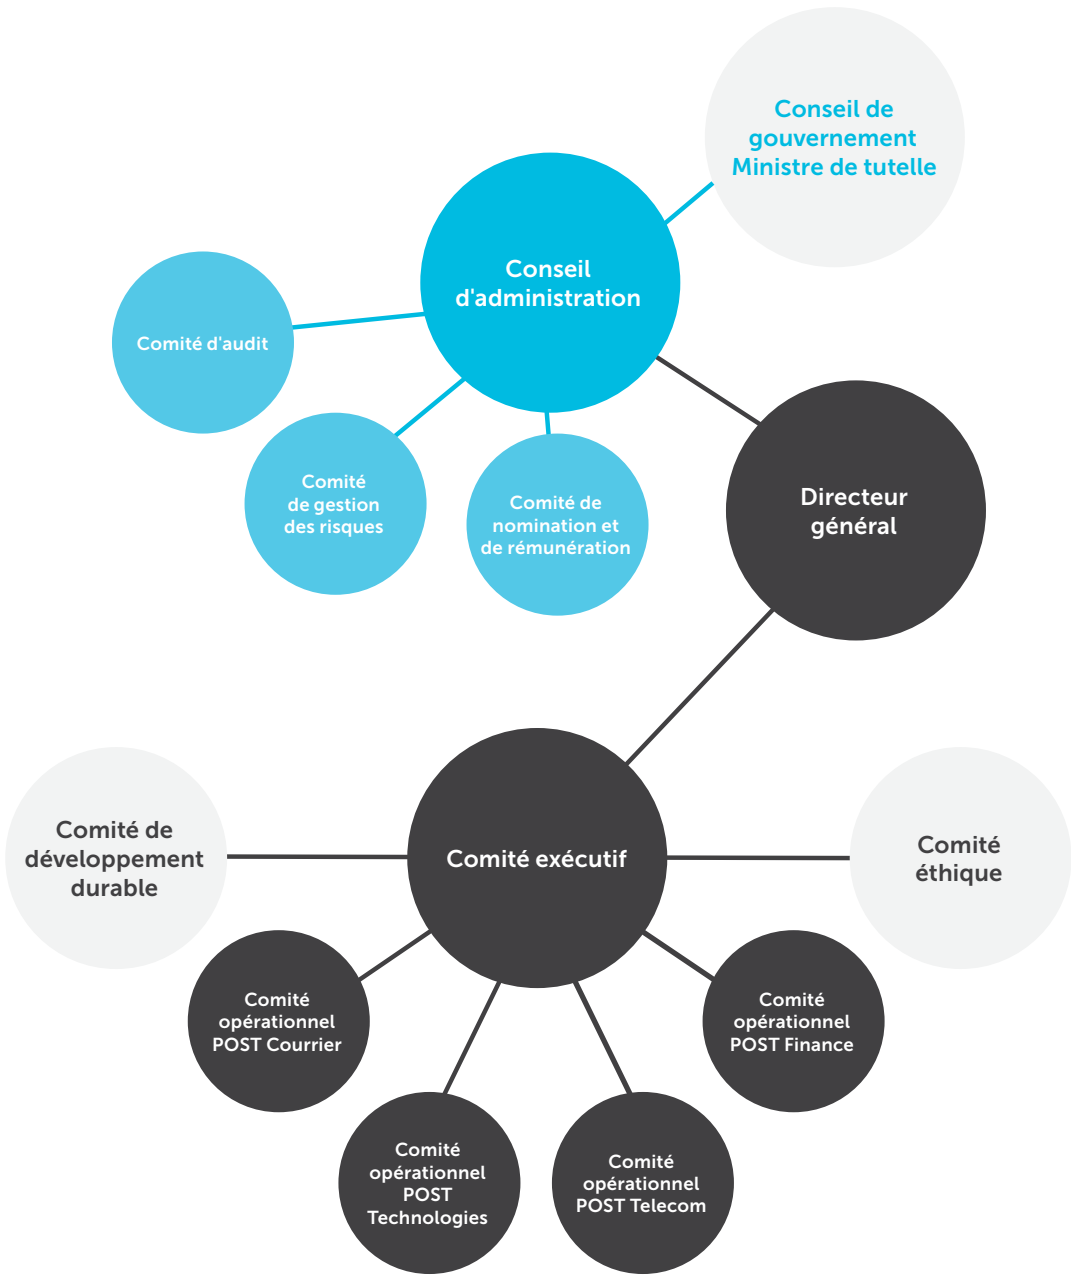 Conseil de
gouvernement
Ministre de tutelle
Conseil
d'administration
Comité d'audit
Comité
de gestion
des risques
Comité de
nomination et
de rémunération
Directeur
général
Comité de
développement
durable
Comité exécutif
Comité
éthique
Comité
opérationnel
POST Courrier
Comité
opérationnel
POST Finance
Comité
opérationnel
POST
Technologies
Comité
opérationnel
POST Telecom